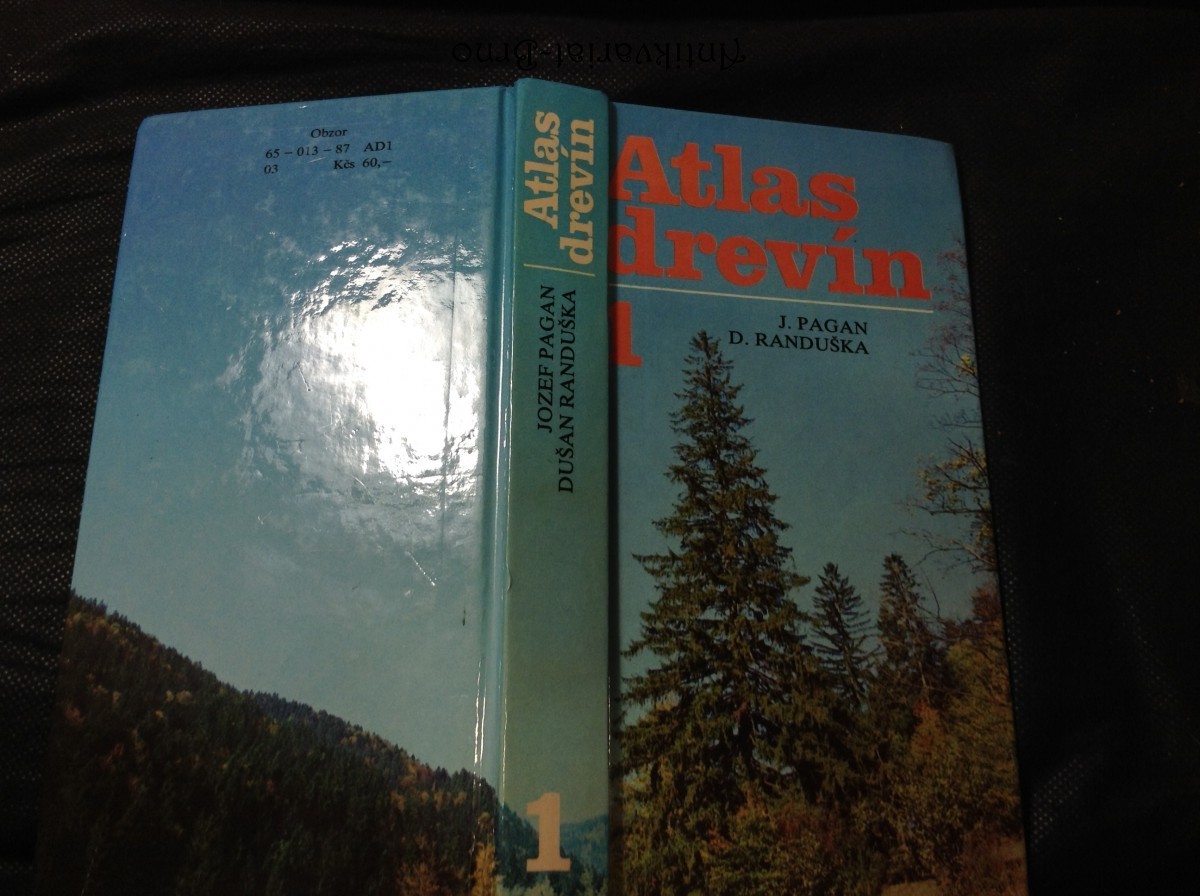 Antikvariat-Brno
Obzor
65 – 013 – 87 AD1
03 Kčs 60,–
Atlas
drevín
JOZEF PAGAN
DUŠAN RANDUŠKA
1
Atlas
drevín
1
J. PAGAN
D. RANDUŠKA